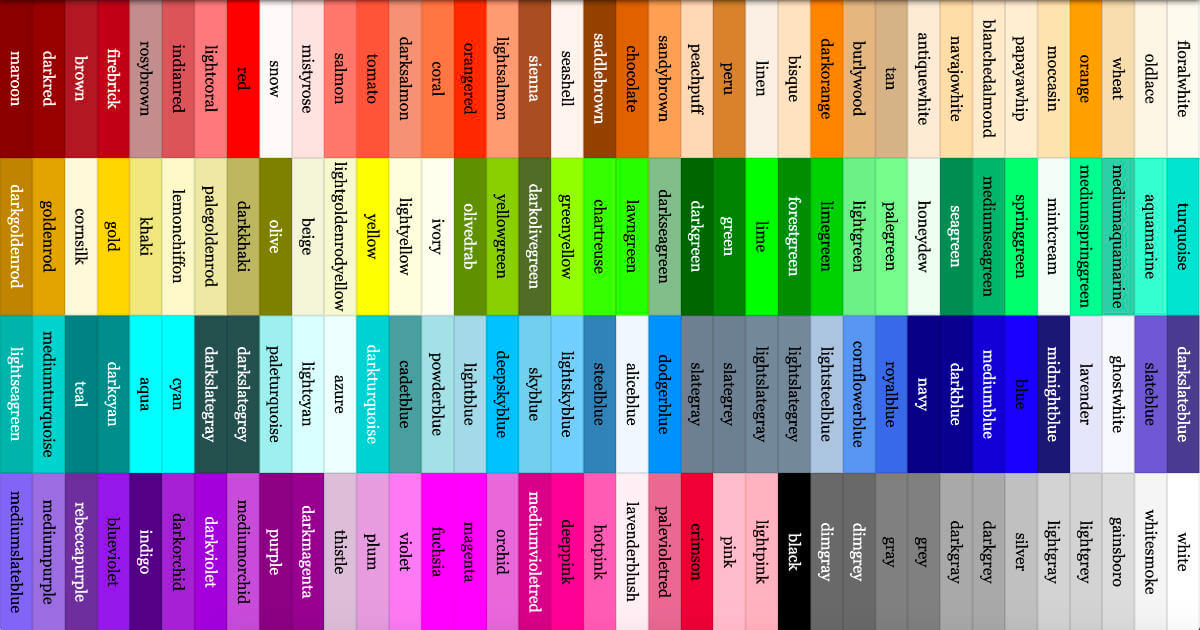 maroon
darkred
brown
firebrick
rosybrown
indianred
lightcoral
red
snow
mistyrose
salmon
tomato
darksalmon
coral
orangered
lightsalmon
sienna
seashell
saddlebrown
chocolate
sandybrown
peachpuff
peru
linen
bisque
darkorange
burlywood
tan
antiquewhite
navajowhite
blanchedalmond
papayawhip
moccasin
orange
wheat
oldlace
floralwhite
darkgoldenrod
goldenrod
cornsilk
gold
khaki
lemonchiffon
palegoldenrod
darkkhaki
olive
beige
lightgoldenrodyellow
yellow
lightyellow
ivory
olivedrab
yellowgreen
darkolivegreen
greenyellow
chartreuse
lawngreen
darkseagreen
darkgreen
green
lime
forestgreen
limegreen
lightgreen
palegreen
honeydew
seagreen
mediumseagreen
springgreen
mintcream
mediumspringgreen
mediumaquamarine
aquamarine
turquoise
lightseagreen
mediumturquoise
teal
darkcyan
aqua
cyan
darkslategray
darkslategrey
paleturquoise
lightcyan
azure
darkturquoise
cadetblue
powderblue
lightblue
deepskyblue
skyblue
lightskyblue
steelblue
aliceblue
dodgerblue
slategray
slategrey
lightslategray
lightslategrey
lightsteelblue
cornflowerblue
royalblue
navy
darkblue
mediumblue
blue
midnightblue
lavender
ghostwhite
slateblue
darkslateblue
mediumslateblue
mediumpurple
rebeccapurple
blueviolet
indigo
darkorchid
darkviolet
mediumorchid
purple
darkmagenta
thistle
plum
violet
fuchsia
magenta
orchid
mediumvioletred
deeppink
hotpink
lavenderblush
palevioletred
crimson
pink
lightpink
black
dimgray
dimgrey
gray
grey
darkgray
darkgrey
silver
lightgray
lightgrey
gainsboro
whitesmoke
white